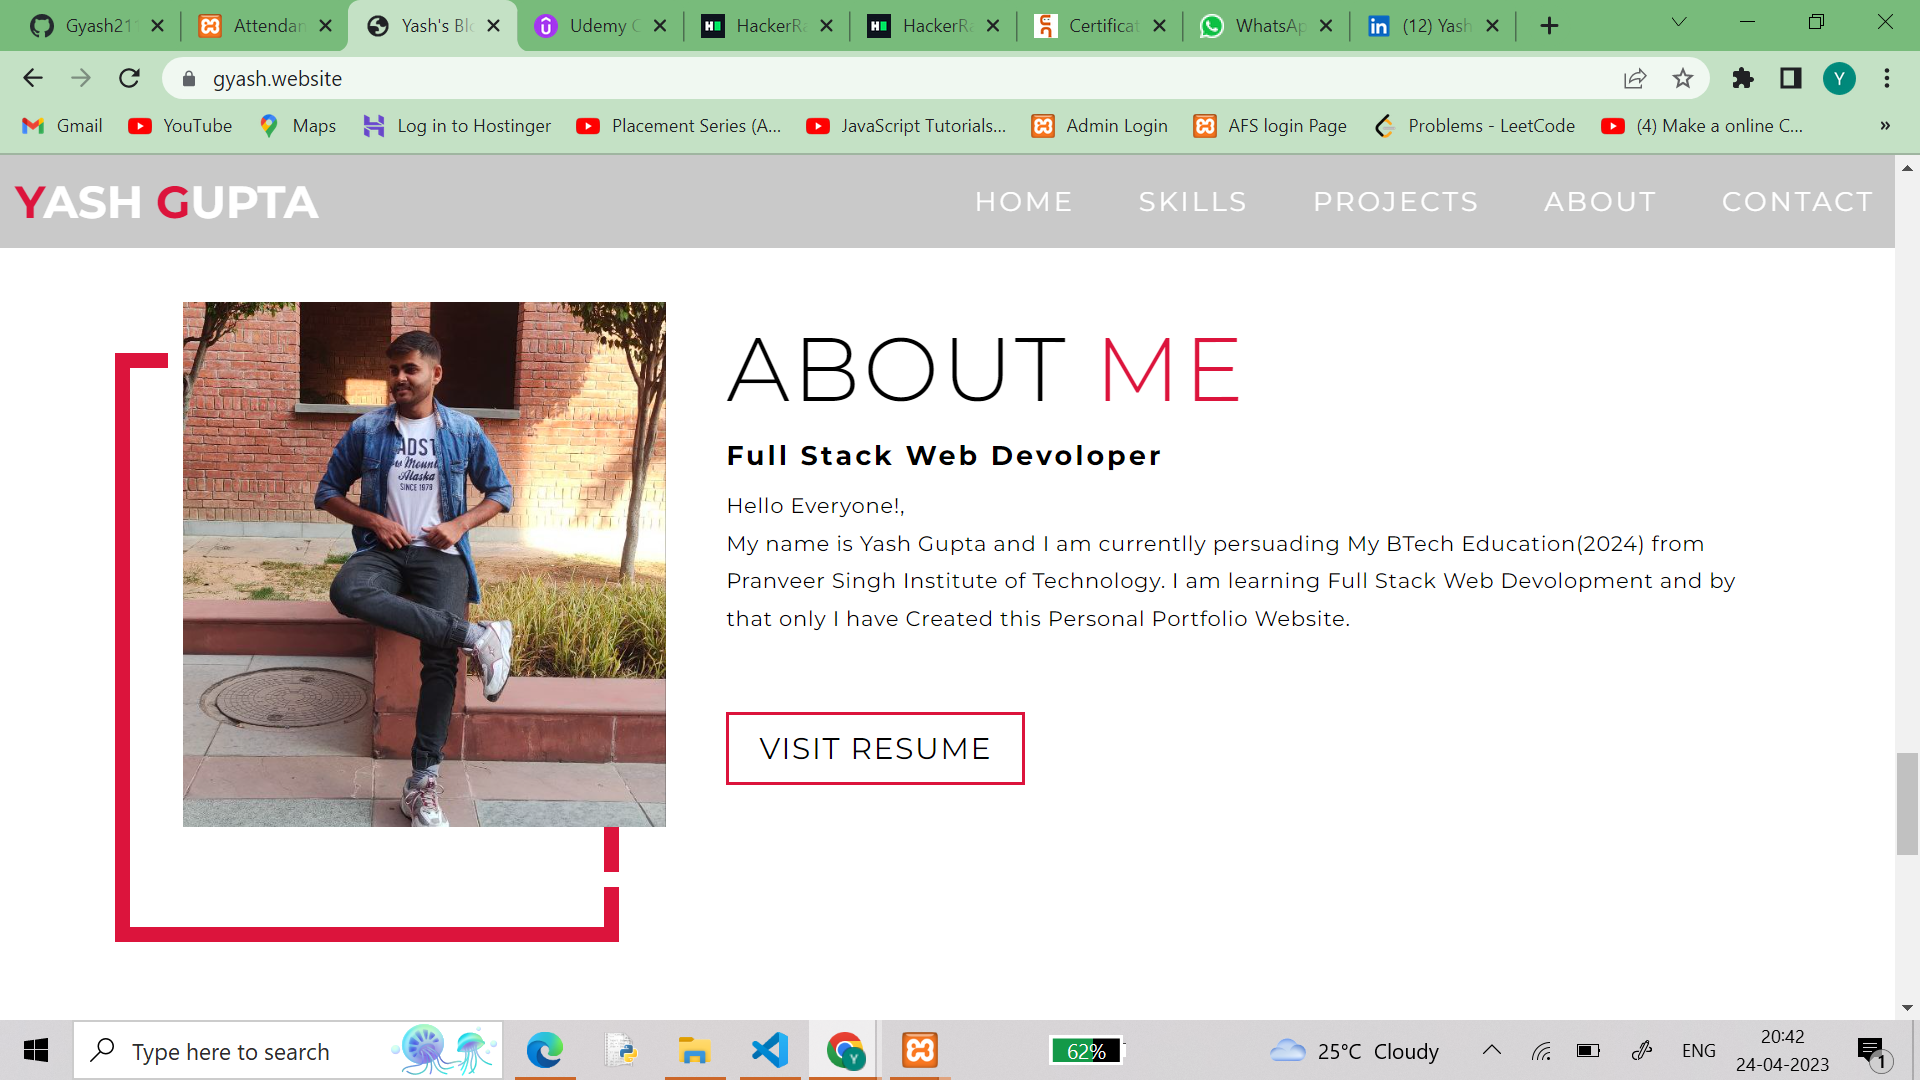 Gyash211
Attendan
Yash's Blo
Udemy C
HackerRa
HackerRa
Certificat
WhatsAp
(12) Yash
gyash.website
Y
Gmail
YouTube
Maps
Log in to Hostinger
Placement Series (A...
JavaScript Tutorials...
Admin Login
AFS login Page
Problems - LeetCode
(4) Make a online C...
»
YASH GUPTA
HOME
SKILLS
PROJECTS
ABOUT
CONTACT
ADST
Mount
Alaska
SINCE 1978
ABOUT ME
Full Stack Web Devoloper
Hello Everyone!,
My name is Yash Gupta and I am currentlly persuading My BTech Education(2024) from
Pranveer Singh Institute of Technology. I am learning Full Stack Web Devolopment and by
that only I have Created this Personal Portfolio Website.
VISIT RESUME
Type here to search
Y
62%
25°C Cloudy
ENG
20:42
24-04-2023
1